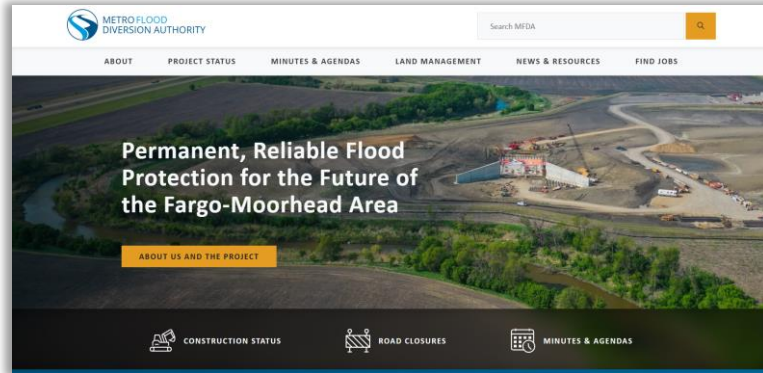 METRO FLOOD
DIVERSION AUTHORITY
Search MFDA
ABOUT PROJECT STATUS MINUTES & AGENDAS LAND MANAGEMENT NEWS & RESOURCES FIND JOBS
Permanent, Reliable Flood
Protection for the Future of
the Fargo-Moorhead Area
ABOUT US AND THE PROJECT
CONSTRUCTION STATUS ROAD CLOSURES MINUTES & AGENDAS